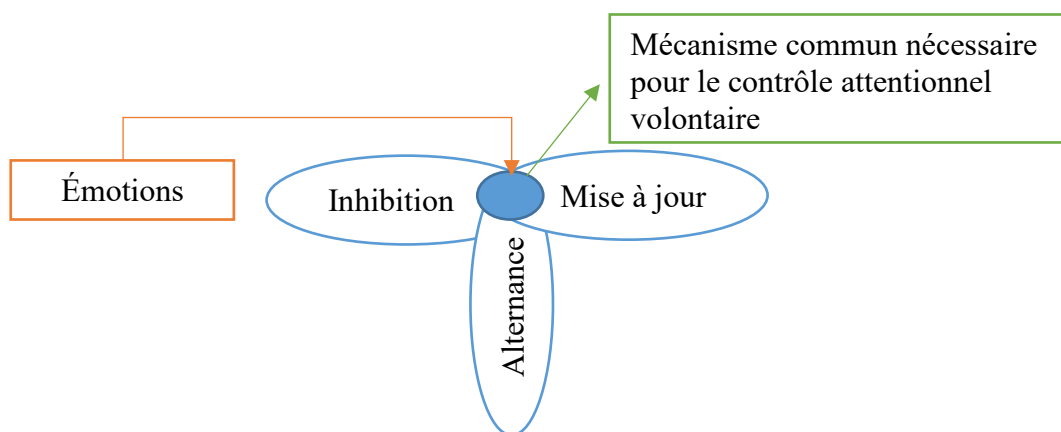 Mécanisme commun nécessaire
pour le contrôle attentionnel
volontaire
Émotions
Inhibition
Mise à jour
Alternance